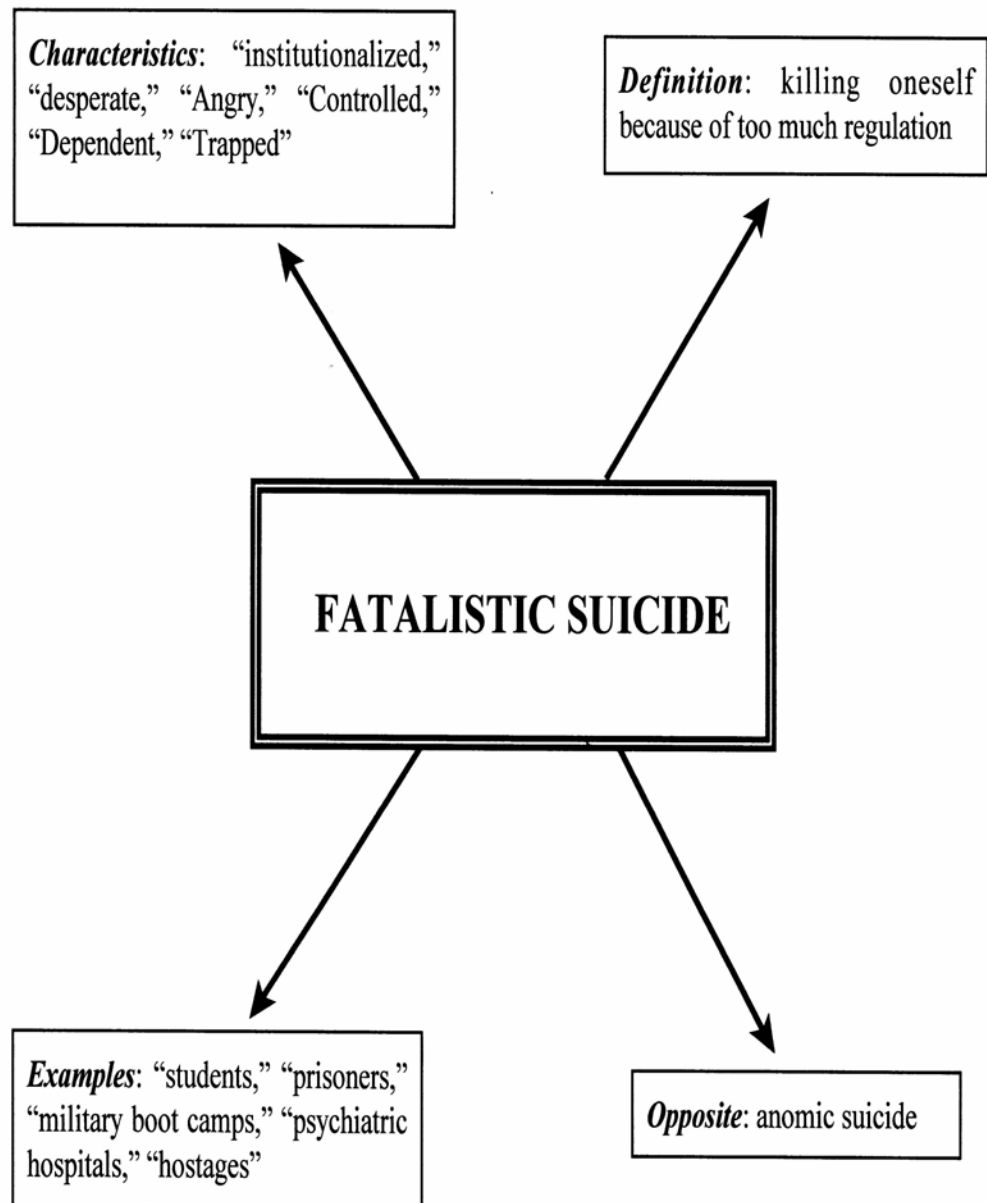 Characteristics: “institutionalized,”
“desperate,” “Angry,” “Controlled,”
“Dependent,” “Trapped”
Definition: killing oneself
because of too much regulation
FATALISTIC SUICIDE
Examples: “students,” “prisoners,”
“military boot camps,” “psychiatric
hospitals,” “hostages”
Opposite: anomic suicide